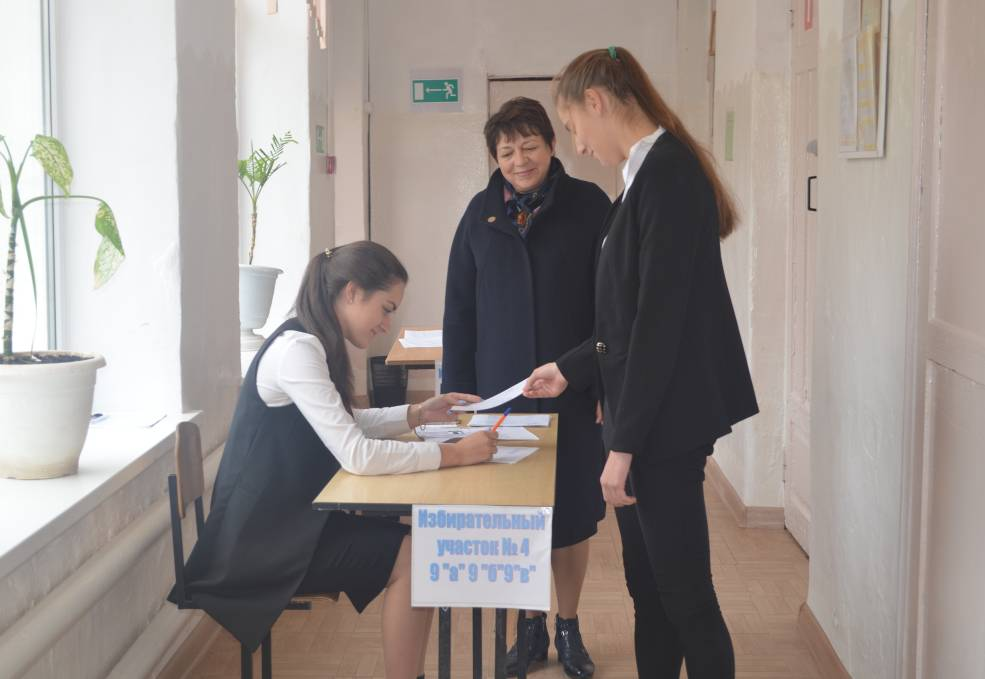 Избирательный
участок № 4
9 "а" 9 "б"9"в"